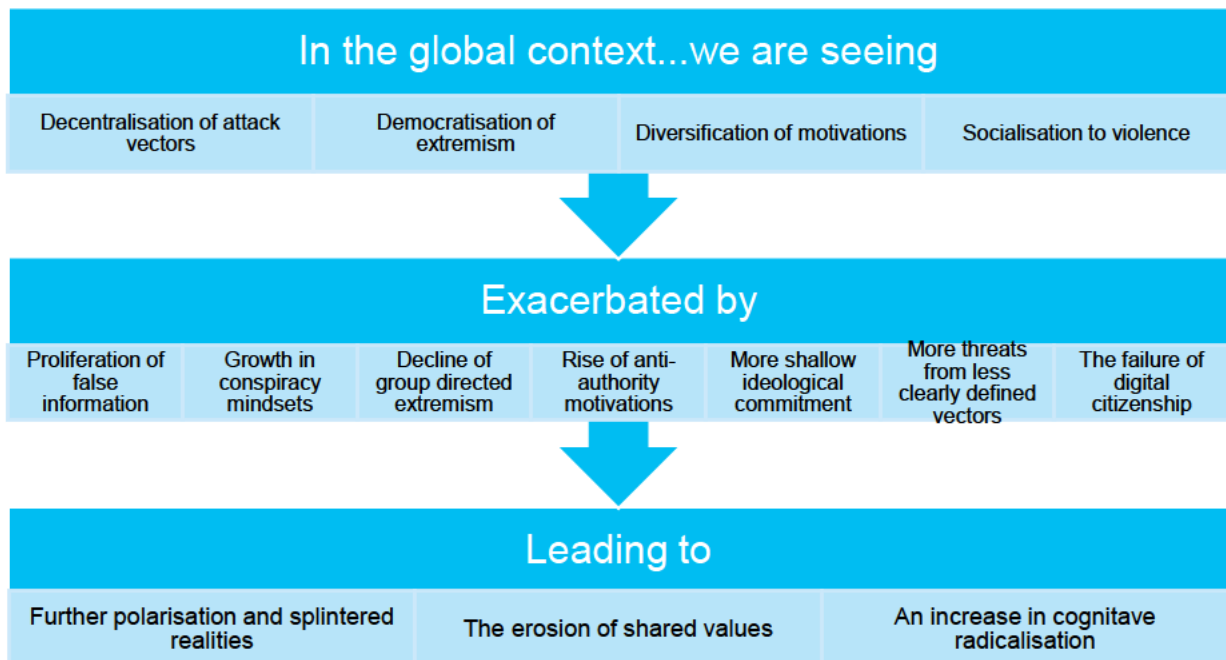 In the global context...we are seeing
Decentralisation of attack
vectors
Democratisation of
extremism
Diversification of motivations
Socialisation to violence
Exacerbated by
Proliferation of
false
information
Growth in
conspiracy
mindsets
Decline of
group directed
extremism
Rise of anti-
authority
motivations
More shallow
ideological
commitment
More threats
from less
clearly defined
vectors
The failure of
digital
citizenship
Leading to
Further polarisation and splintered
realities
The erosion of shared values
An increase in cognitave
radicalisation